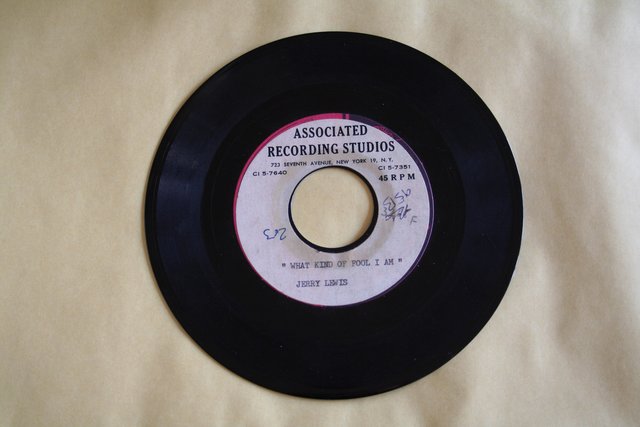 ASSOCIATED
RECORDING STUDIOS
723 SEVENTH AVENUE, NEW YORK 19, N. Y.
CI 5-7640 CI 5-7351
45 R P M
203
" WHAT KIND OF FOOL I AM "
JERRY LEWIS